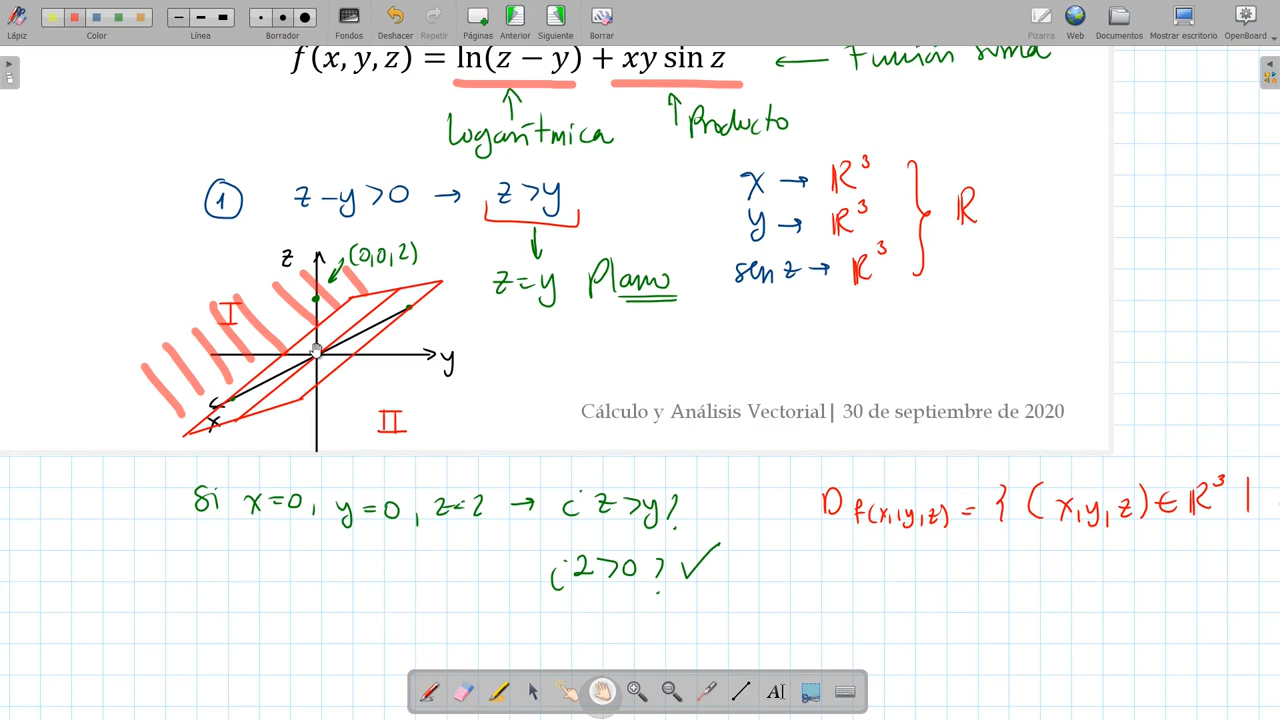 Lápiz Color Línea Borrador Fondos Deshacer Repetir Páginas Anterior Siguiente Borrar Pizarra Web Documentos Mostrar escritorio OpenBoard
f(x, y, z) = ln(z − y) + xy sin z ← Función suma
Logarítmica
Producto
1 z − y > 0 → z > y
x → ℝ³
y → ℝ³
sen z → ℝ³
ℝ
z (0,0,2)
z = y Plano
I
y
x
II
Cálculo y Análisis Vectorial| 30 de septiembre de 2020
Si x=0, y=0, z=2 → ¿ z > y ?
¿ 2 > 0 ? ✓
D f(x,y,z) = { (x,y,z) ∈ ℝ³ |